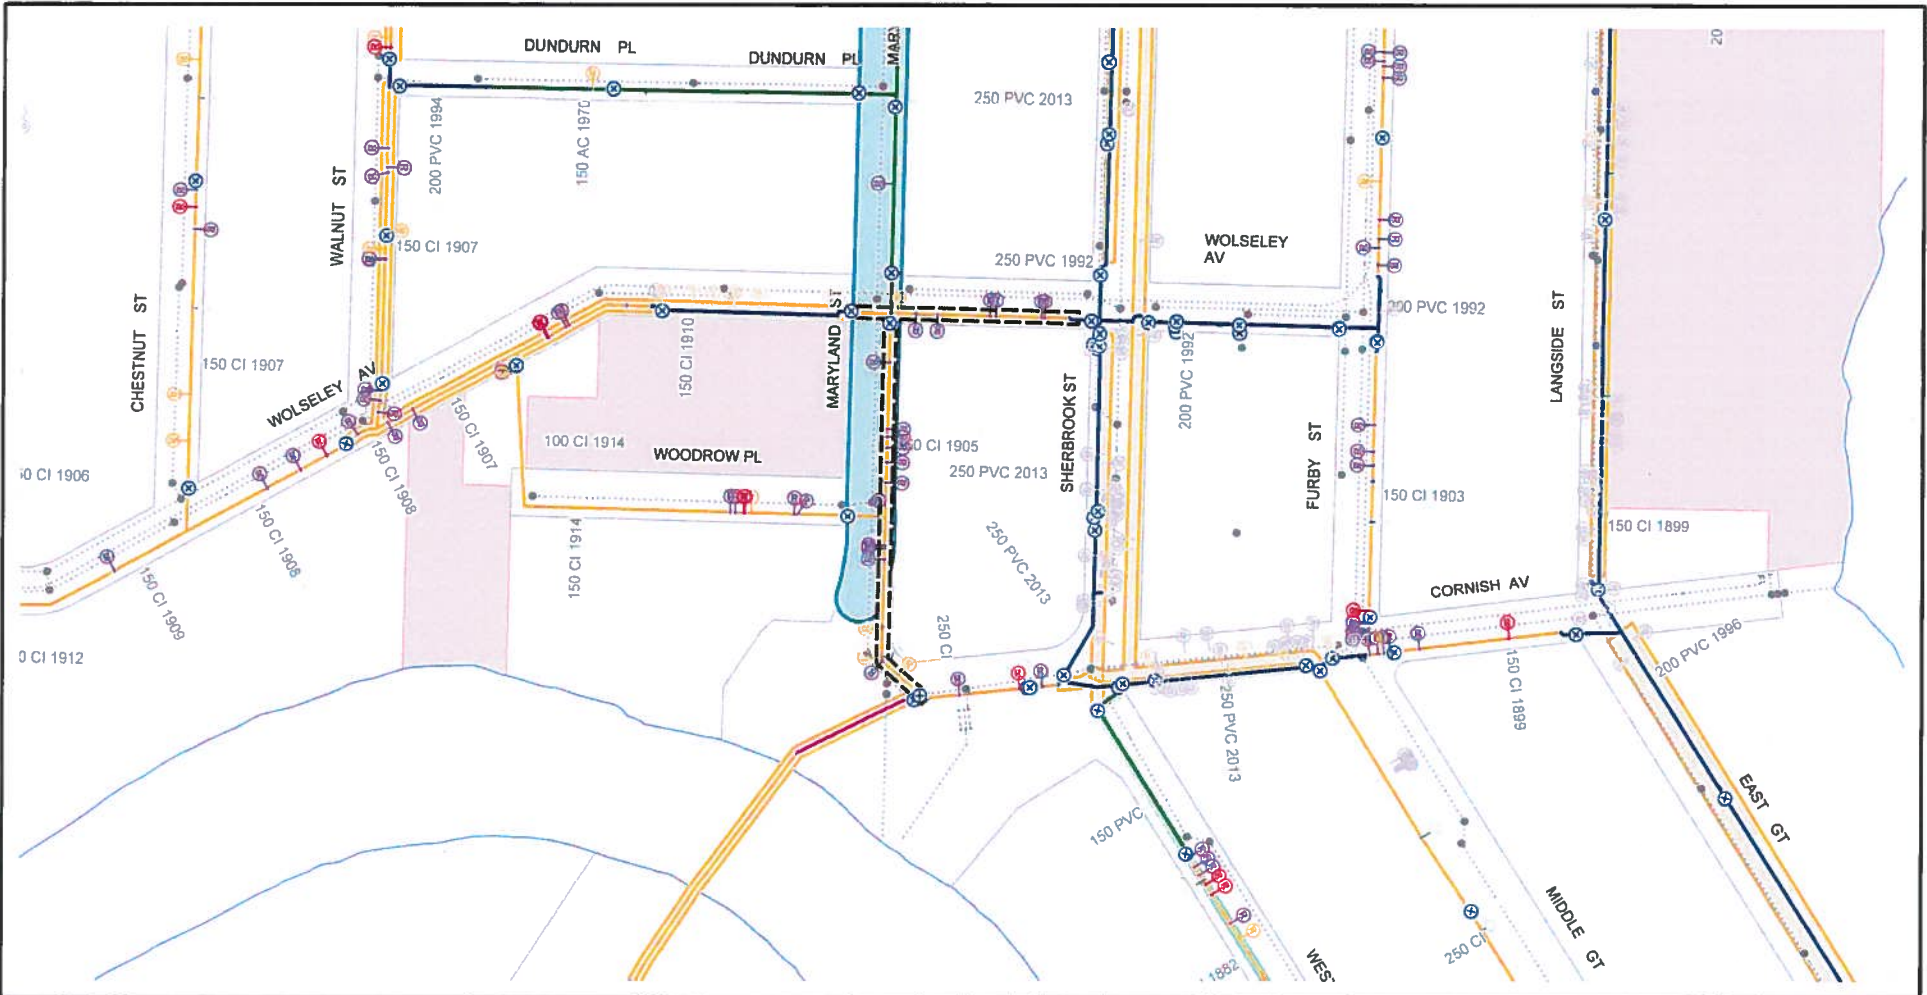 DUNDURN PL
DUNDURN PL
20
250 PVC 2013
200 PVC 1994
150 AC 1970
WALNUT ST
150 CI 1907
250 PVC 1992
WOLSELEY
AV
200 PVC 1992
CHESTNUT ST
150 CI 1907
WOLSELEY AV
150 CI 1910
MARYLAND ST
SHERBROOK ST
200 PVC 1992
FURBY ST
LANGSIDE ST
150 CI 1907
100 CI 1914
WOODROW PL
CI 1905
250 PVC 2013
150 CI 1908
0 CI 1906
150 CI 1903
150 CI 1899
150 CI 1914
250 PVC 2013
150 CI 1909
CORNISH AV
250 CI
0 CI 1912
200 PVC 1996
150 CI 1899
250 PVC 2013
150 PVC
EAST GT
MIDDLE GT
250 CI
1882